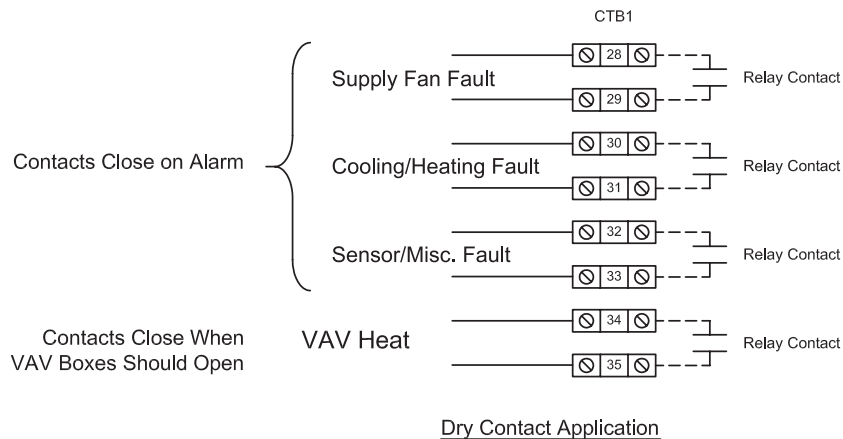 CTB1
28
Supply Fan Fault
Relay Contact
29
30
Contacts Close on Alarm
Cooling/Heating Fault
Relay Contact
31
32
Sensor/Misc. Fault
Relay Contact
33
34
Contacts Close When
VAV Boxes Should Open
VAV Heat
Relay Contact
35
Dry Contact Application